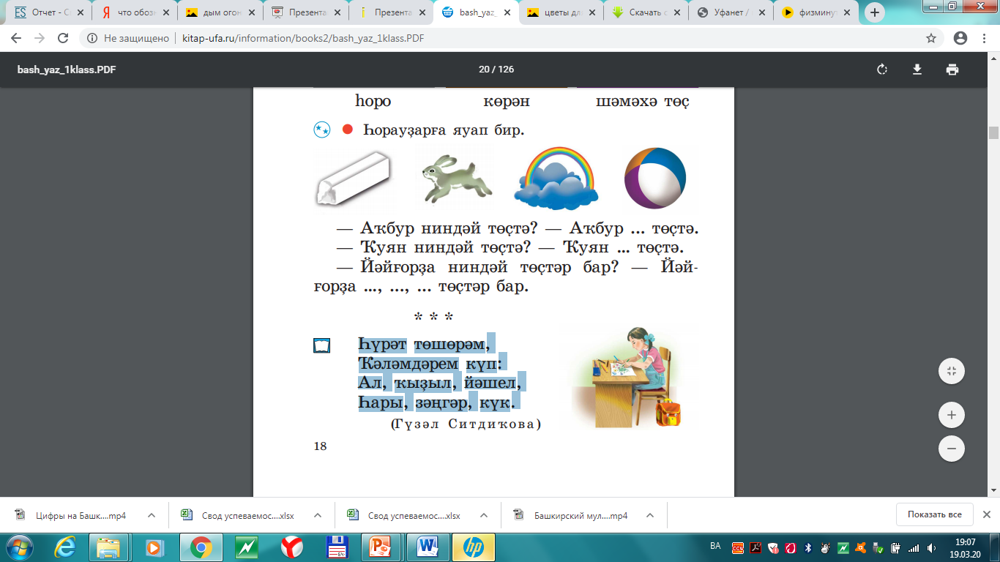 Отчет - С
что обоз
дым огон
Презента
Презента
bash_yaz_
цветы дл
Скачать с
Уфанет /
физминут
Не защищено
kitap-ufa.ru/information/books2/bash_yaz_1klass.PDF
bash_yaz_1klass.PDF
20 / 126
һоро көрән шәмәхә төҫ
Һорауҙарға яуап бир.
— Аҡбур ниндәй төҫтә? — Аҡбур ... төҫтә.
— Ҡуян ниндәй төҫтә? — Ҡуян ... төҫтә.
— Йәйғорҙа ниндәй төҫтәр бар? — Йәй-
ғорҙа ..., ..., ... төҫтәр бар.
* * *
Һүрәт төшөрәм,
Ҡәләмдәрем күп:
Ал, ҡыҙыл, йәшел,
Һары, зәңгәр, күк.
(Гүзәл Ситдиҡова)
18
Цифры на Башк....mp4
Свод успеваемос....xlsx
Свод успеваемос....xlsx
Башкирский мул....mp4
Показать все
BA
19:07
19.03.20